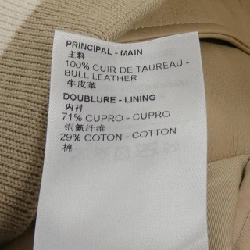 PRINCIPAL - MAIN
主料
100% CUIR DE TAUREAU -
BULL LEATHER
牛皮革
DOUBLURE - LINING
内衬
71% CUPRO - CUPRO
铜氨纤维
29% COTON - COTTON
棉